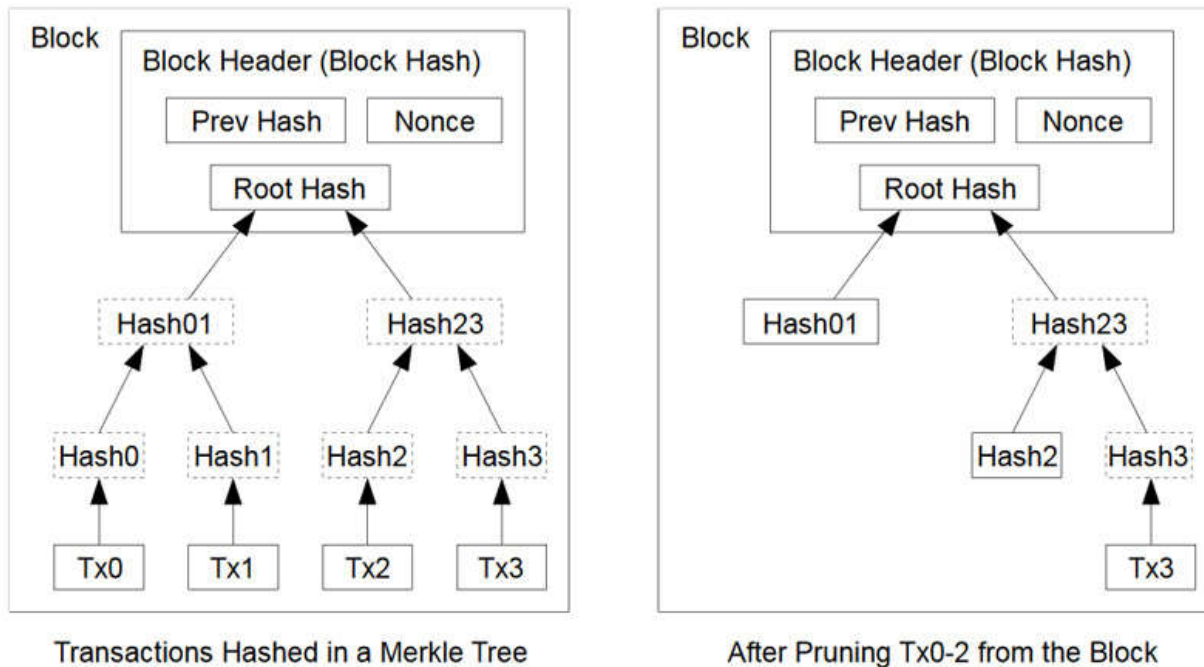 Block
Block Header (Block Hash)
Prev Hash
Nonce
Root Hash
Hash01
Hash23
Hash0
Hash1
Hash2
Hash3
Tx0
Tx1
Tx2
Tx3
Transactions Hashed in a Merkle Tree
Block
Block Header (Block Hash)
Prev Hash
Nonce
Root Hash
Hash01
Hash23
Hash2
Hash3
Tx3
After Pruning Tx0-2 from the Block